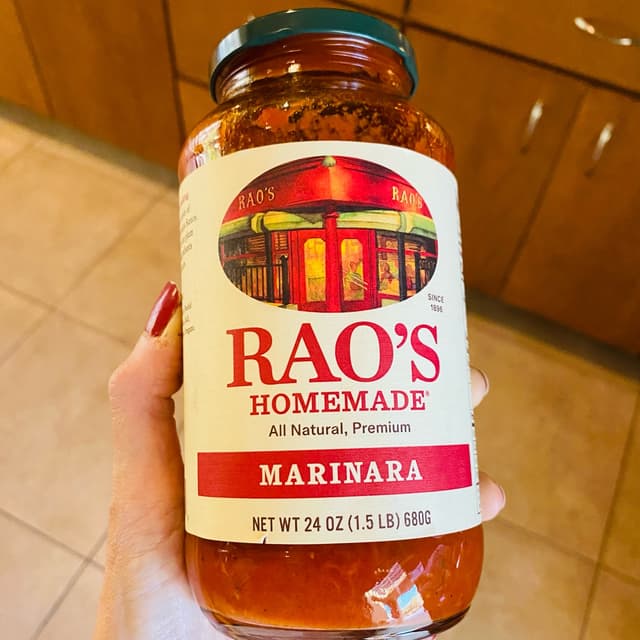 RAO'S RAO'S
SINCE
1896
RAO'S
HOMEMADE®
All Natural, Premium
MARINARA
NET WT 24 OZ (1.5 LB) 680G